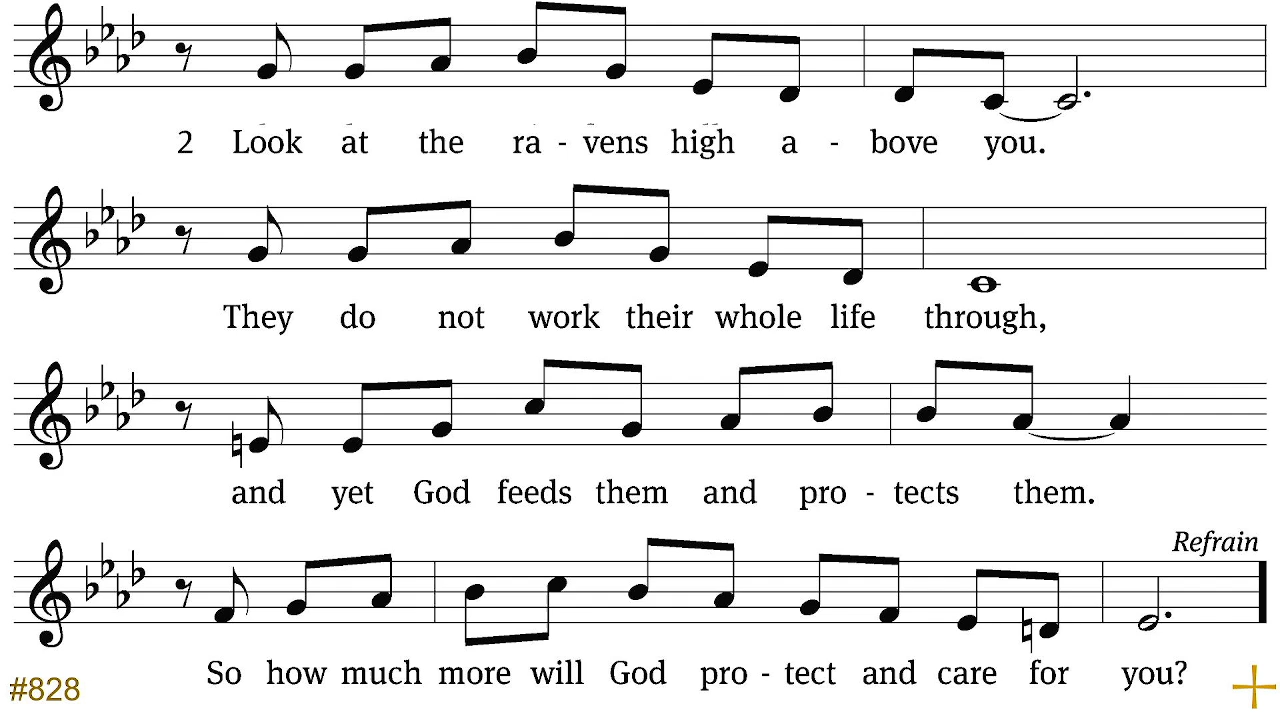 2 Look at the ra - vens high a - bove you.
They do not work their whole life through,
and yet God feeds them and pro - tects them.
Refrain
So how much more will God pro - tect and care for you?
#828